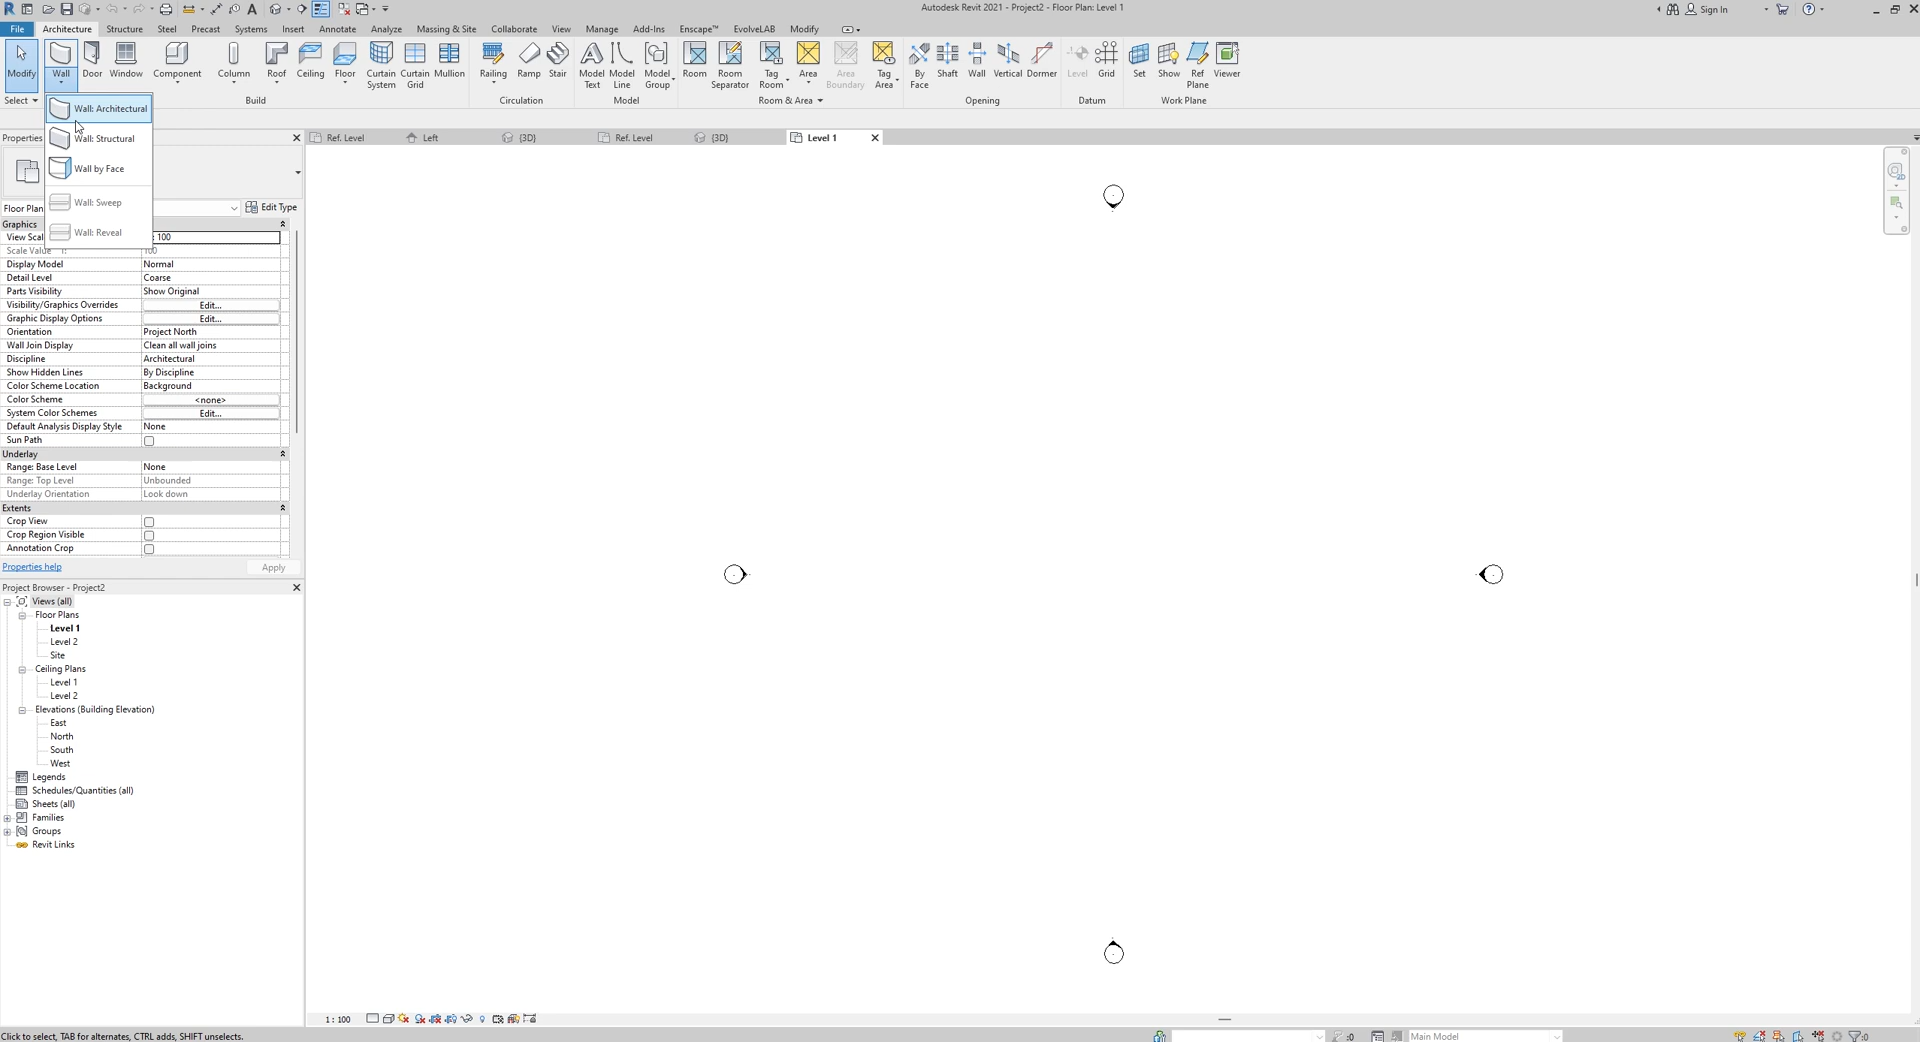 Autodesk Revit 2021 - Project2 - Floor Plan: Level 1
Sign In
File Architecture Structure Steel Precast Systems Insert Annotate Analyze Massing & Site Collaborate View Manage Add-Ins Enscape™ EvolveLAB Modify
Modify Wall Door Window Component Column Roof Ceiling Floor Curtain System Curtain Grid Mullion Railing Ramp Stair Model Text Model Line Model Group Room Room Separator Tag Room Area Area Boundary Tag Area By Face Shaft Wall Vertical Dormer Level Grid Set Show Ref Plane Viewer
Select Build Circulation Model Room & Area Opening Datum Work Plane
Wall: Architectural
Wall: Structural
Wall by Face
Wall: Sweep
Wall: Reveal
Properties
Ref. Level Left {3D} Ref. Level {3D} Level 1
Floor Plan
Edit Type
Graphics
View Scal : 100
Scale Value 1: 100
Display Model Normal
Detail Level Coarse
Parts Visibility Show Original
Visibility/Graphics Overrides Edit...
Graphic Display Options Edit...
Orientation Project North
Wall Join Display Clean all wall joins
Discipline Architectural
Show Hidden Lines By Discipline
Color Scheme Location Background
Color Scheme <none>
System Color Schemes Edit...
Default Analysis Display Style None
Sun Path
Underlay
Range: Base Level None
Range: Top Level Unbounded
Underlay Orientation Look down
Extents
Crop View
Crop Region Visible
Annotation Crop
Properties help Apply
Project Browser - Project2
Views (all)
Floor Plans
Level 1
Level 2
Site
Ceiling Plans
Level 1
Level 2
Elevations (Building Elevation)
East
North
South
West
Legends
Schedules/Quantities (all)
Sheets (all)
Families
Groups
Revit Links
1 : 100
Click to select, TAB for alternates, CTRL adds, SHIFT unselects.
:0
Main Model
:0